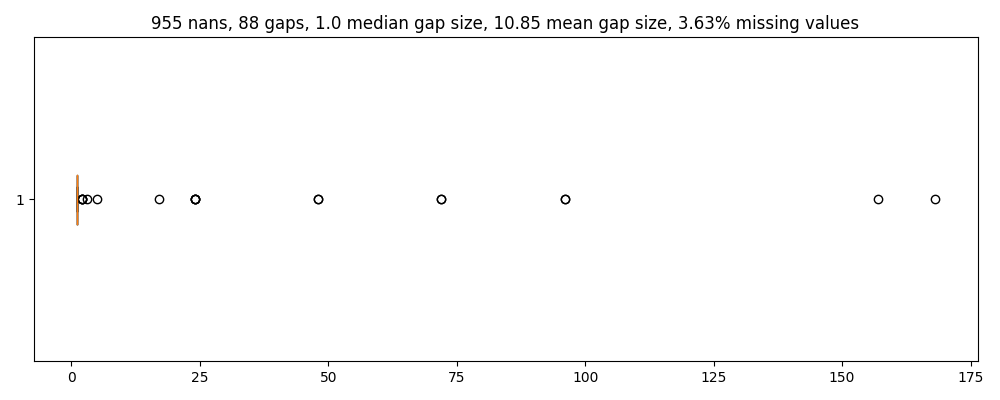 955 nans, 88 gaps, 1.0 median gap size, 10.85 mean gap size, 3.63% missing values
1
0 25 50 75 100 125 150 175